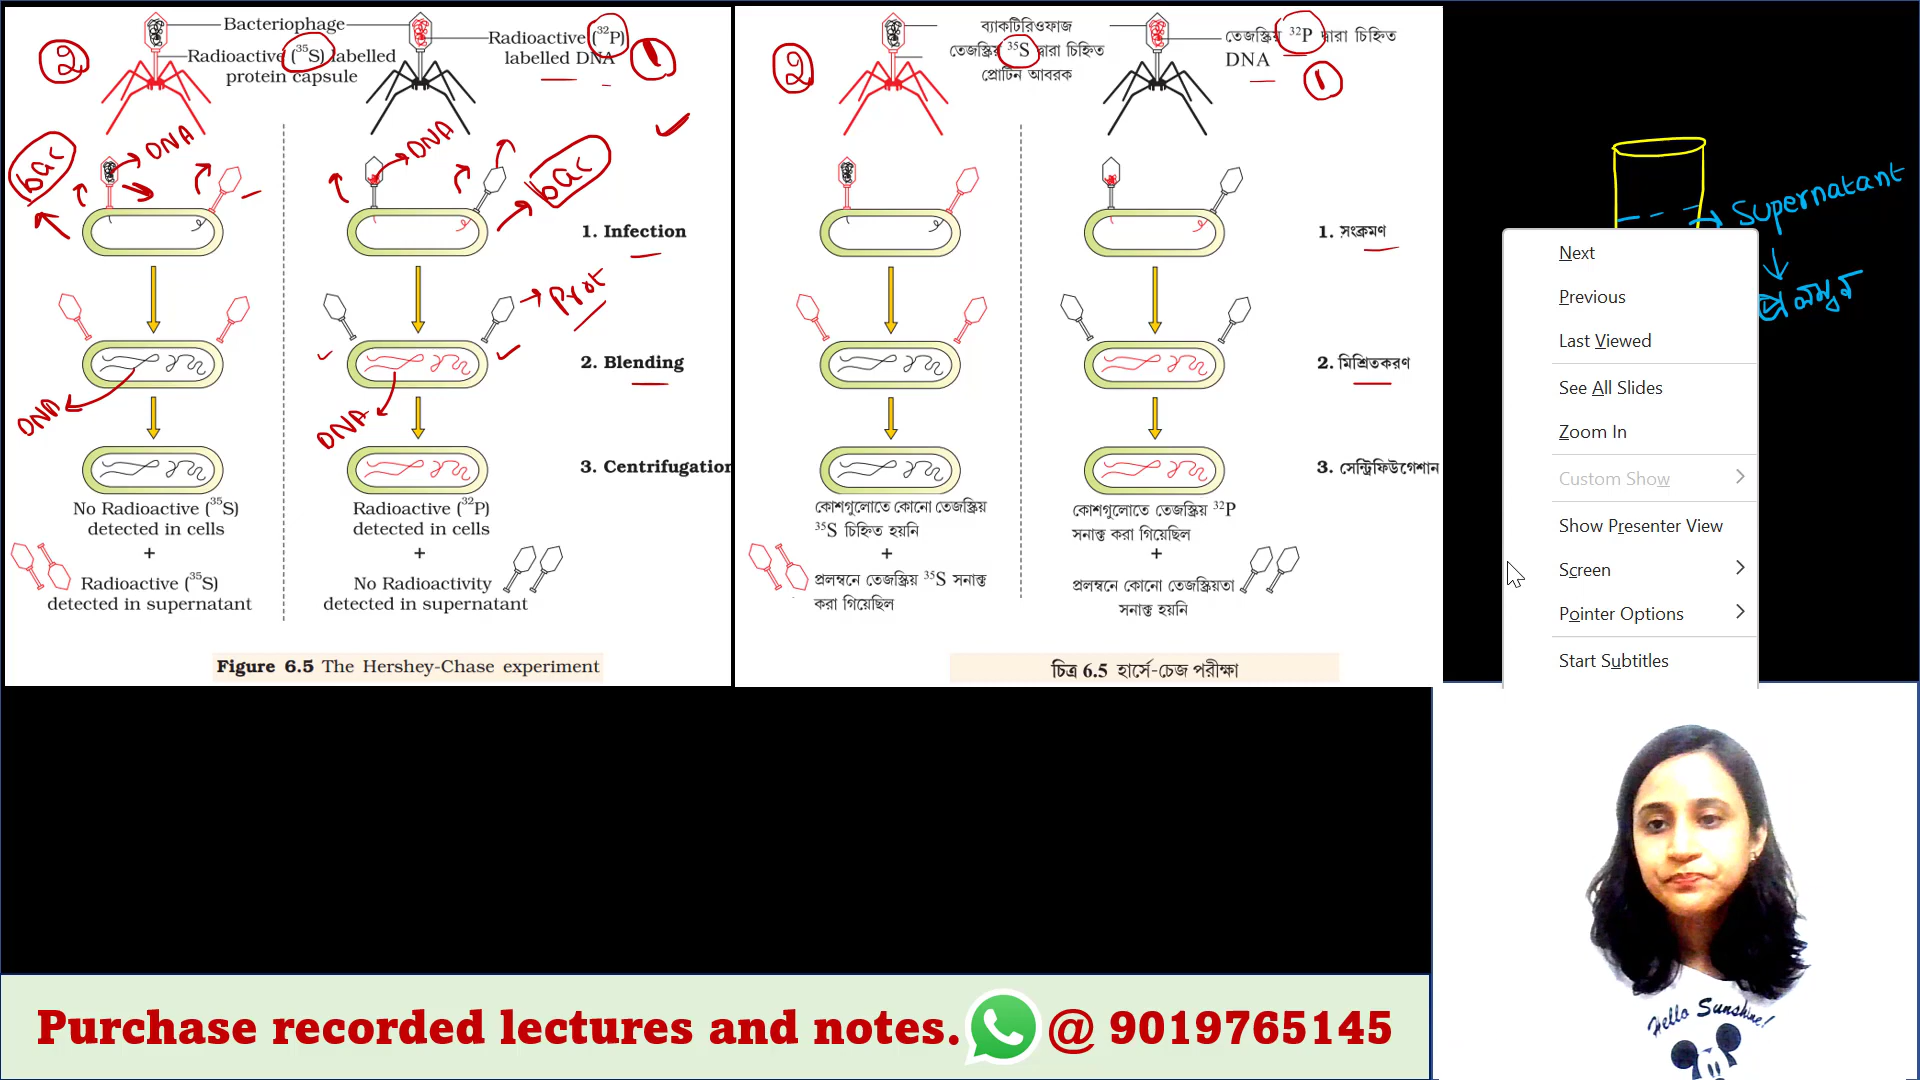 Bacteriophage
Radioactive (35S) labelled
protein capsule
Radioactive (32P)
labelled DNA
2
1
bac
DNA
DNA
bac
1. Infection
Prot
2. Blending
DNA
DNA
3. Centrifugation
No Radioactive (35S)
detected in cells
+
Radioactive (35S)
detected in supernatant
Radioactive (32P)
detected in cells
+
No Radioactivity
detected in supernatant
Figure 6.5 The Hershey-Chase experiment
ব্যাকটিরিওফাজ
তেজস্ক্রিয় 35S দ্বারা চিহ্নিত
প্রোটিন আবরক
তেজস্ক্রিয় 32P দ্বারা চিহ্নিত
DNA
2
1
1. সংক্রমণ
2. মিশ্রিতকরণ
3. সেন্ট্রিফিউগেশান
কোশগুলোতে কোনো তেজস্ক্রিয়
35S চিহ্নিত হয়নি
+
প্রলম্বনে তেজস্ক্রিয় 35S সনাক্ত
করা গিয়েছিল
কোশগুলোতে তেজস্ক্রিয় 32P
সনাক্ত করা গিয়েছিল
+
প্রলম্বনে কোনো তেজস্ক্রিয়তা
সনাক্ত হয়নি
চিত্র 6.5 হার্সে-চেজ পরীক্ষা
Supernatant
Next
Previous
Last Viewed
See All Slides
Zoom In
Custom Show
Show Presenter View
Screen
Pointer Options
Start Subtitles
Hello Sunshine!
Purchase recorded lectures and notes. @ 9019765145